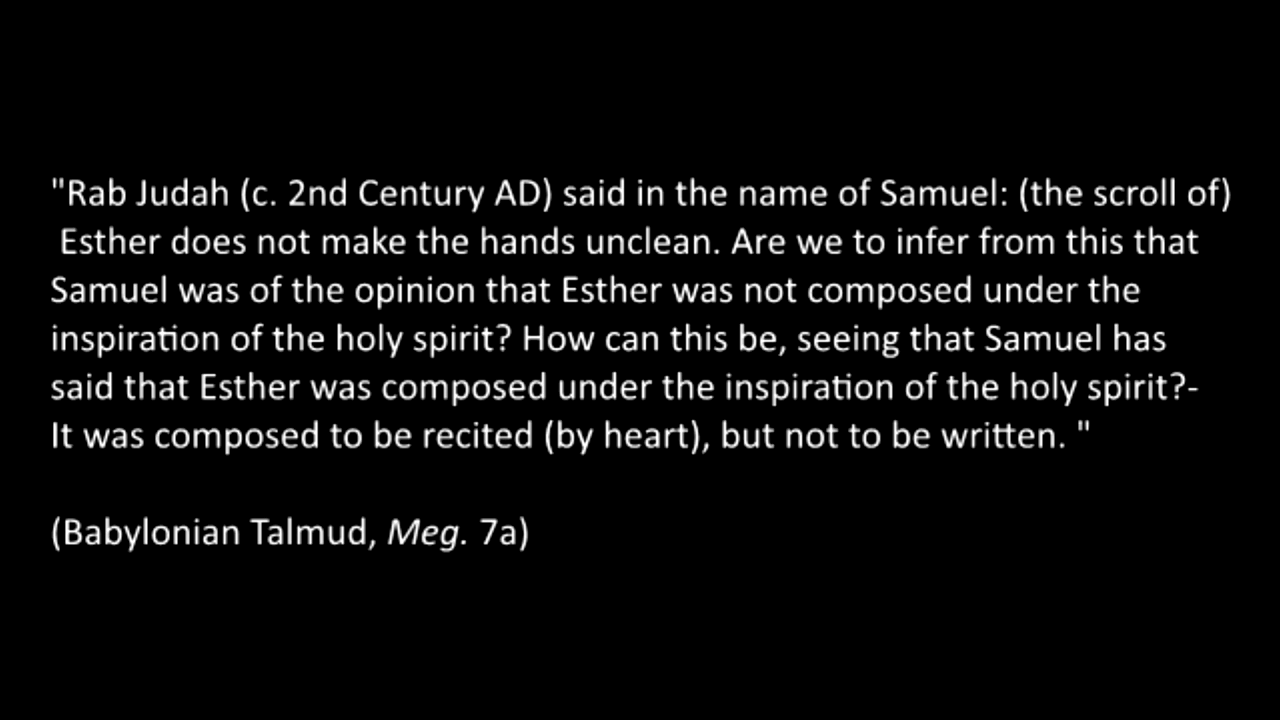 "Rab Judah (c. 2nd Century AD) said in the name of Samuel: (the scroll of)
Esther does not make the hands unclean. Are we to infer from this that
Samuel was of the opinion that Esther was not composed under the
inspiration of the holy spirit? How can this be, seeing that Samuel has
said that Esther was composed under the inspiration of the holy spirit?-
It was composed to be recited (by heart), but not to be written. "
(Babylonian Talmud, Meg. 7a)